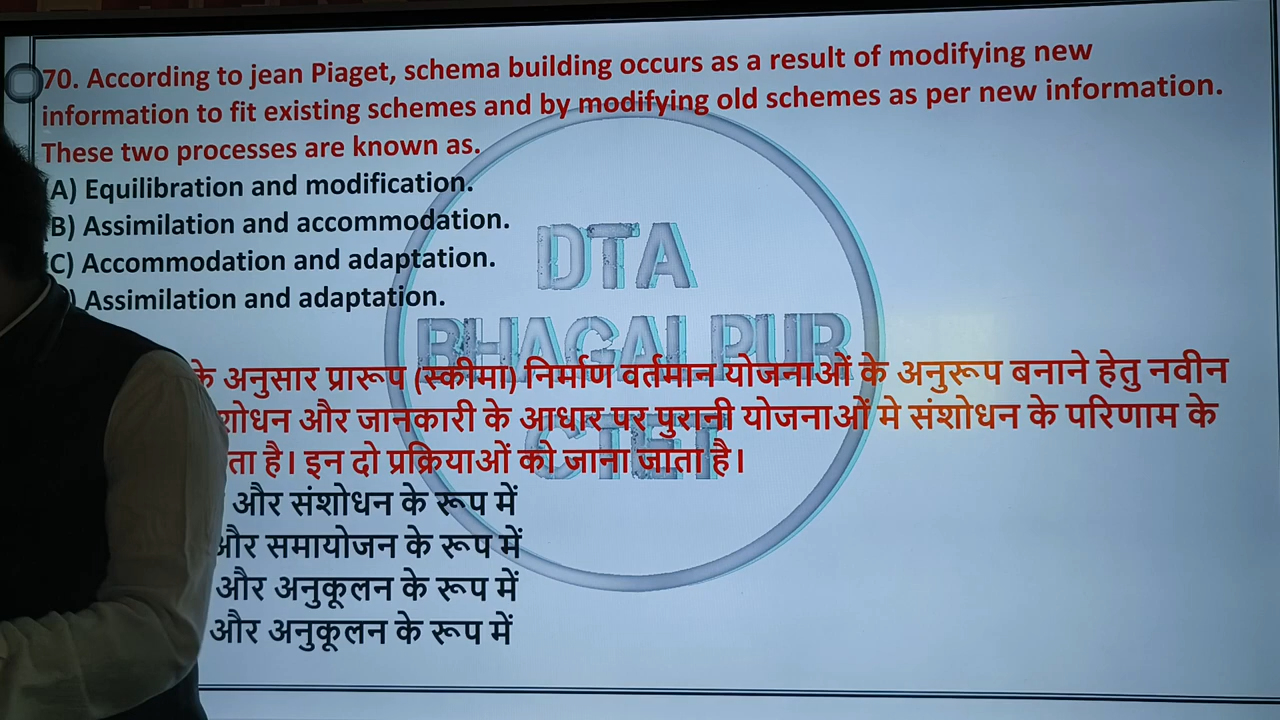 70. According to jean Piaget, schema building occurs as a result of modifying new
information to fit existing schemes and by modifying old schemes as per new information.
These two processes are known as.
(A) Equilibration and modification.
(B) Assimilation and accommodation.
(C) Accommodation and adaptation.
) Assimilation and adaptation.
DTA
BHAGALPUR
CTET
के अनुसार प्रारूप (स्कीमा) निर्माण वर्तमान योजनाओं के अनुरूप बनाने हेतु नवीन
और जानकारी के आधार पर पुरानी योजनाओं मे संशोधन के परिणाम के
है। इन दो प्रक्रियाओं को जाना जाता है।
और संशोधन के रूप में
और समायोजन के रूप में
और अनुकूलन के रूप में
और अनुकूलन के रूप में